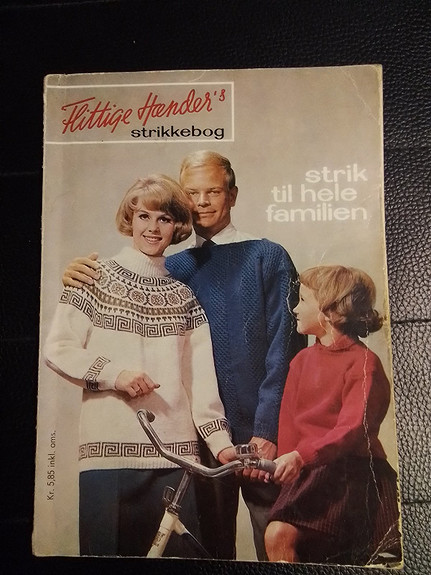 Flittige Hænder's
strikkebog
strik
til hele
familien
Kr. 5,85 inkl. oms.